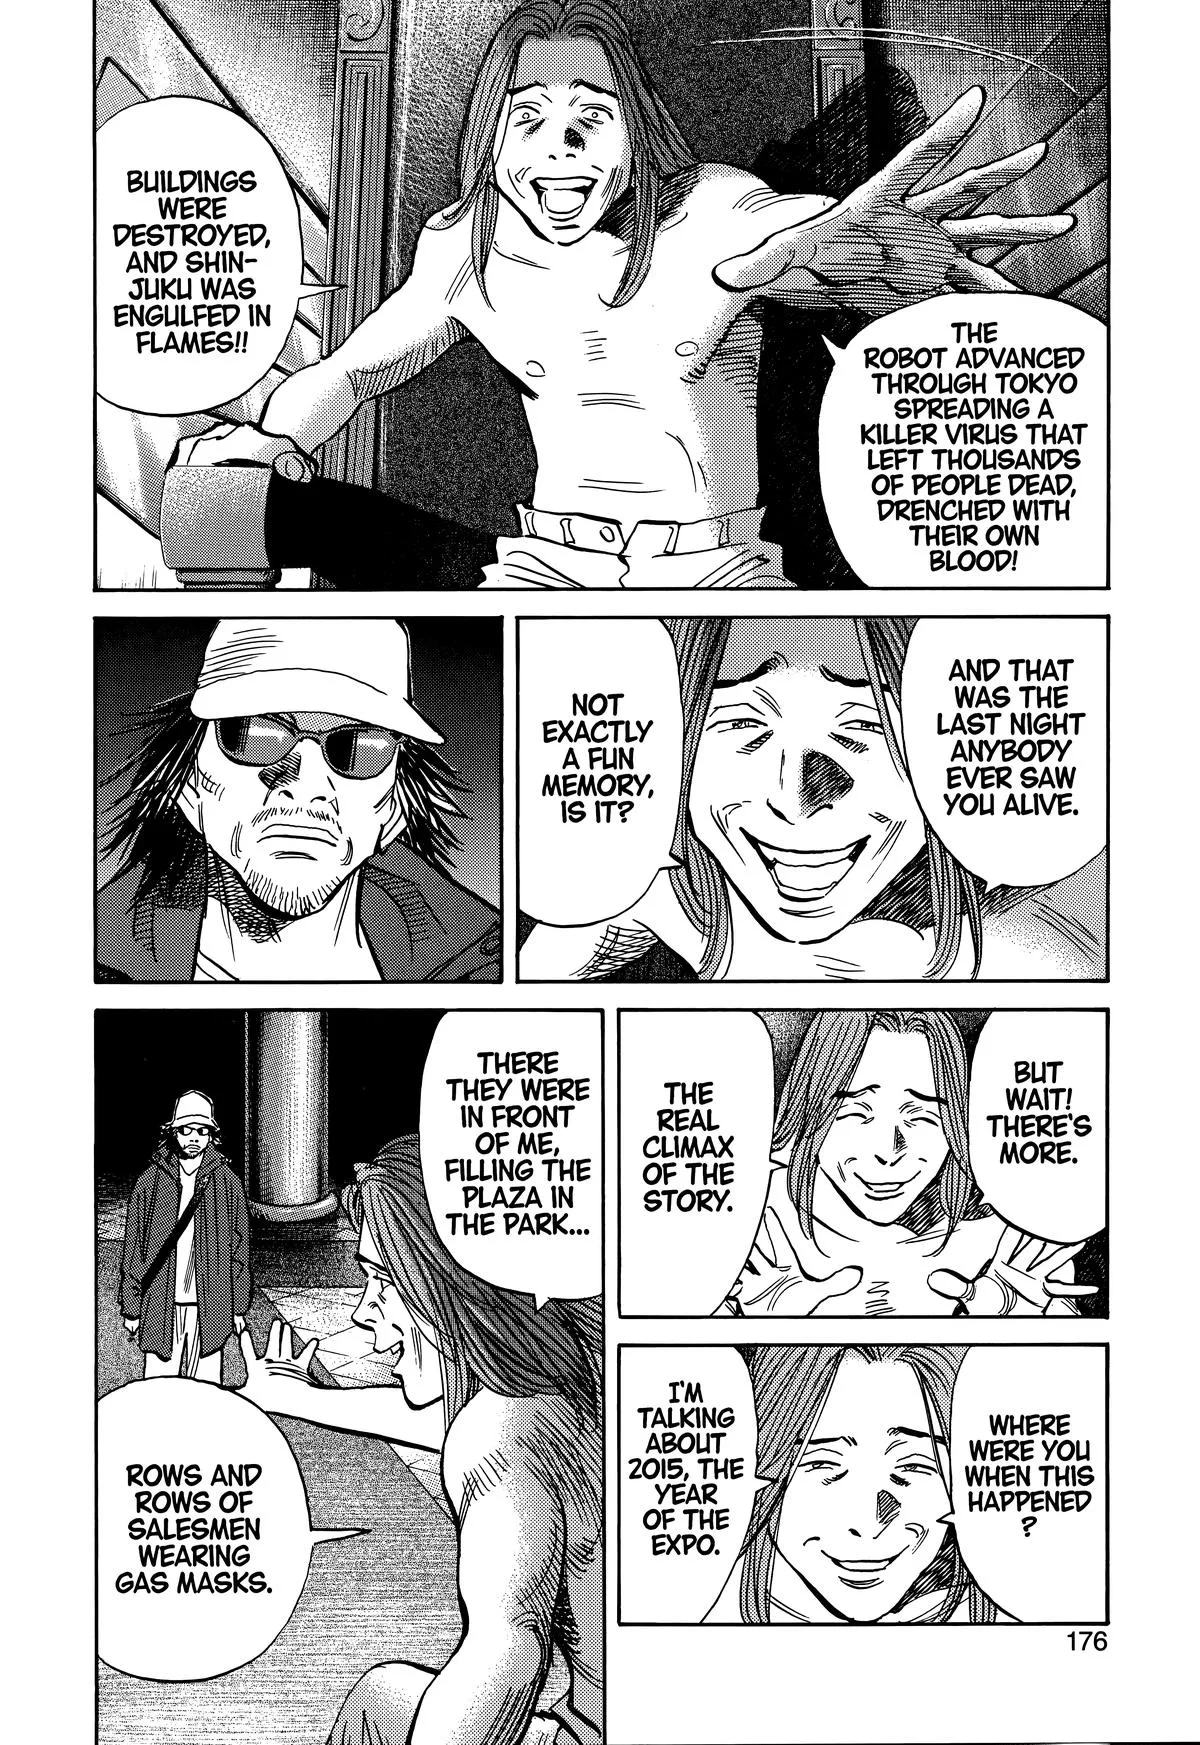 THE
ROBOT ADVANCED
THROUGH TOKYO
SPREADING A
KILLER VIRUS THAT
LEFT THOUSANDS
OF PEOPLE DEAD,
DRENCHED WITH
THEIR OWN
BLOOD!
BUILDINGS
WERE
DESTROYED,
AND SHIN-
JUKU WAS
ENGULFED IN
FLAMES!!
AND THAT
WAS THE
LAST NIGHT
ANYBODY
EVER SAW
YOU ALIVE.
NOT
EXACTLY
A FUN
MEMORY,
IS IT?
BUT
WAIT!
THERE'S
MORE.
THE
REAL
CLIMAX
OF THE
STORY.
WHERE
WERE YOU
WHEN THIS
HAPPENED
?
I'M
TALKING
ABOUT
2015, THE
YEAR
OF THE
EXPO.
THERE
THEY WERE
IN FRONT
OF ME,
FILLING THE
PLAZA IN
THE PARK...
ROWS AND
ROWS OF
SALESMEN
WEARING
GAS MASKS.
176